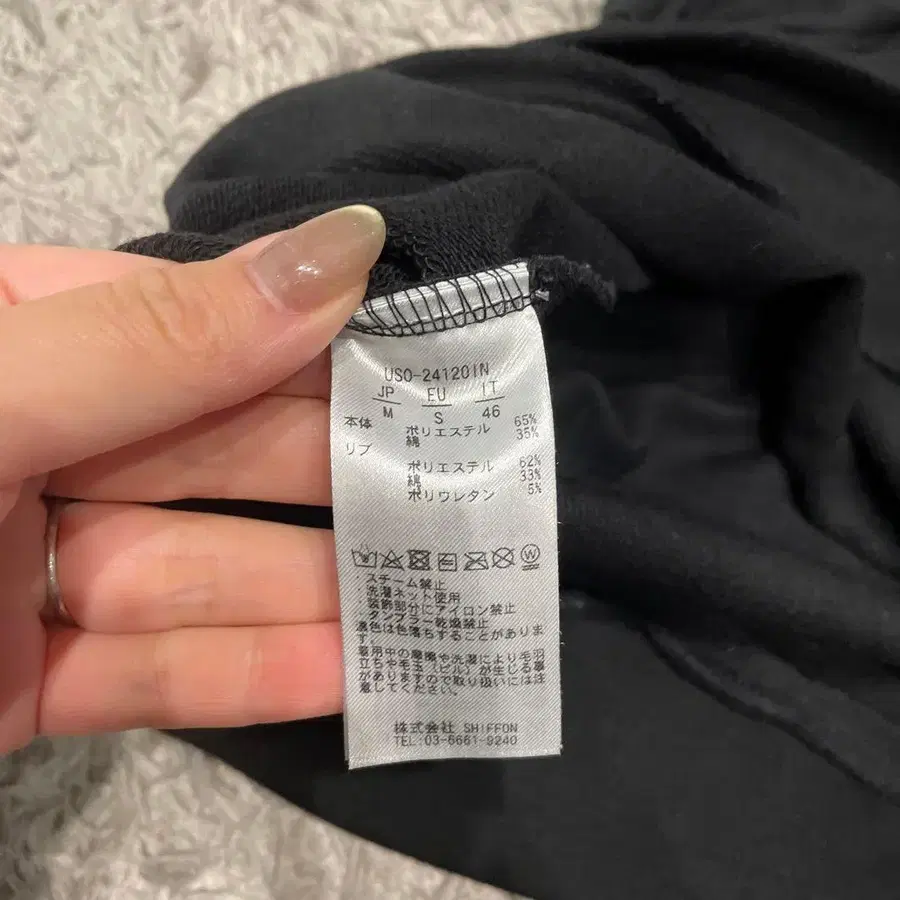 USO-24120IN
JP EU IT
M S 46
本体 ポリエステル 65%
綿 35%
リブ
ポリエステル 62%
綿 33%
ポリウレタン 5%
・スチーム禁止
・洗濯ネット使用
・装飾部分にアイロン禁止
・タンブラー乾燥禁止
濃色は色落ちすることがありま
す。
着用中の摩擦や洗濯により毛羽
立ちや毛玉(ピル)が生じる事
がありますので取り扱いには注
意してください。
株式会社 SHIFFON
TEL:03-5661-9240